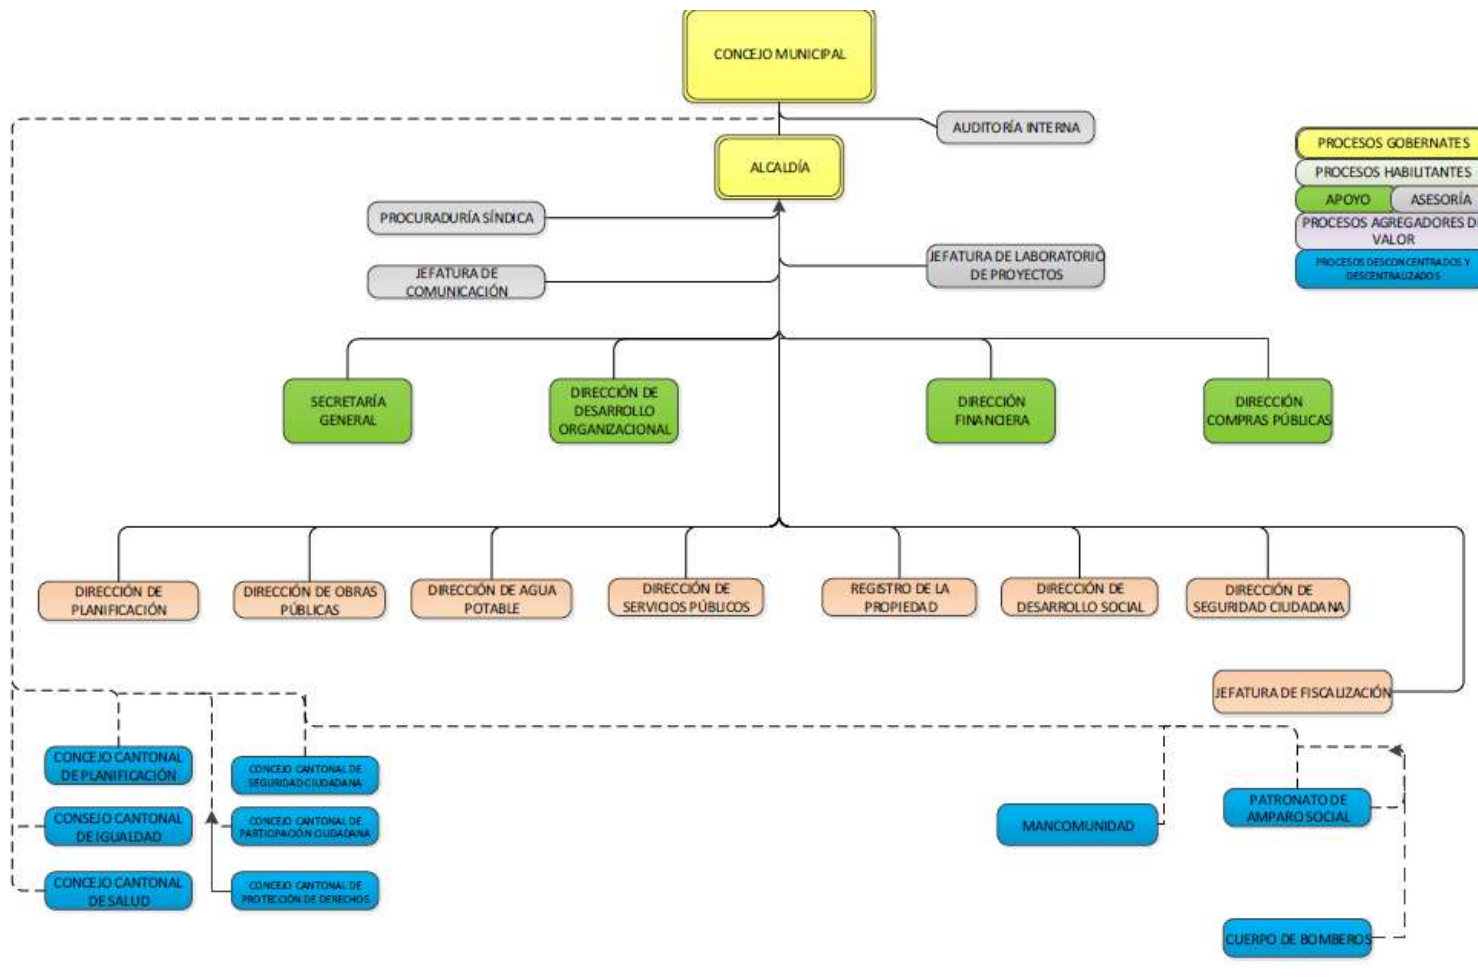 CONCEJO MUNICIPAL
AUDITORÍA INTERNA
ALCALDÍA
PROCESOS GOBERNATES
PROCESOS HABILITANTES
APOYO
ASESORÍA
PROCESOS AGREGADORES DE
VALOR
PROCESOS DESCONCENTRADOS Y
DESCENTRALIZADOS
PROCURADURÍA SÍNDICA
JEFATURA DE
COMUNICACIÓN
JEFATURA DE LABORATORIO
DE PROYECTOS
SECRETARÍA
GENERAL
DIRECCIÓN DE
DESARROLLO
ORGANIZACIONAL
DIRECCIÓN
FINANCIERA
DIRECCIÓN
COMPRAS PÚBLICAS
DIRECCIÓN DE
PLANIFICACIÓN
DIRECCIÓN DE OBRAS
PÚBLICAS
DIRECCIÓN DE AGUA
POTABLE
DIRECCIÓN DE
SERVICIOS PÚBLICOS
REGISTRO DE LA
PROPIEDAD
DIRECCIÓN DE
DESARROLLO SOCIAL
DIRECCIÓN DE
SEGURIDAD CIUDADANA
JEFATURA DE FISCALIZACIÓN
CONCEJO CANTONAL
DE PLANIFICACIÓN
CONCEJO CANTONAL DE
SEGURIDAD CIUDADANA
CONSEJO CANTONAL
DE IGUALDAD
CONCEJO CANTONAL DE
PARTICIPACIÓN CIUDADANA
CONCEJO CANTONAL
DE SALUD
CONCEJO CANTONAL DE
PROTECCIÓN DE DERECHOS
MANCOMUNIDAD
PATRONATO DE
AMPARO SOCIAL
CUERPO DE BOMBEROS